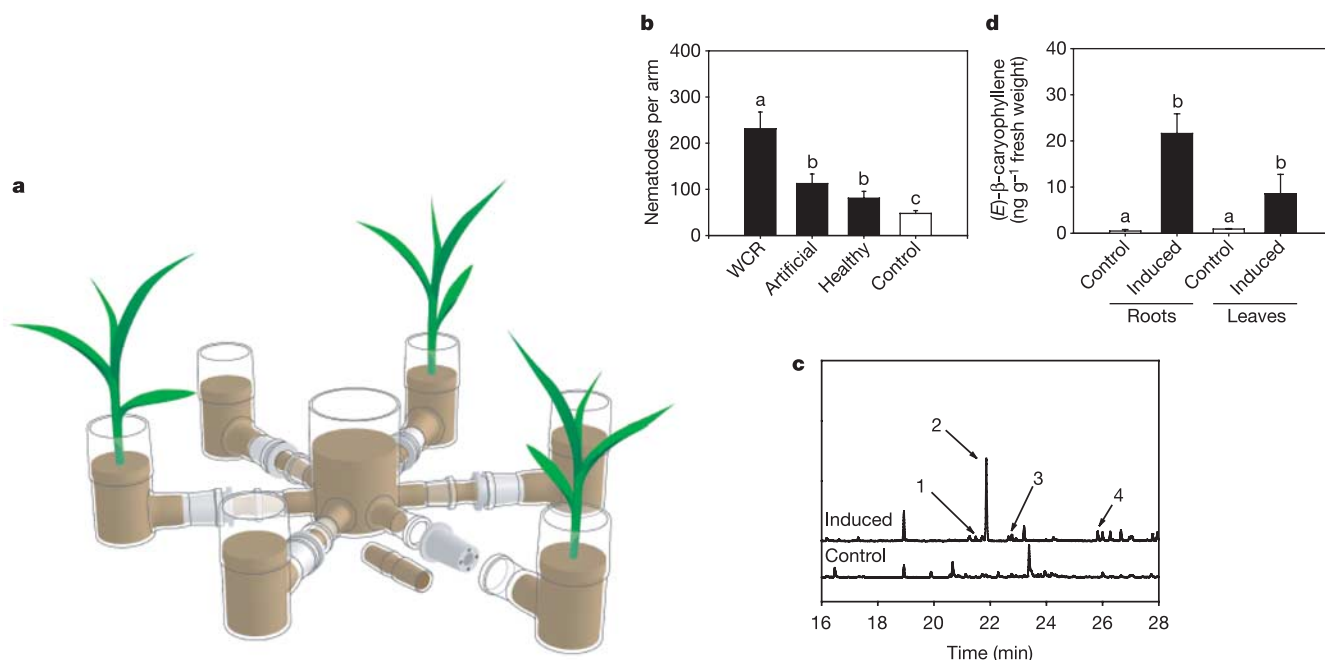 a
b
Nematodes per arm
400
300
200
100
0
a
b
b
c
WCR
Artificial
Healthy
Control
d
(E)-β-caryophyllene
(ng g⁻¹ fresh weight)
40
30
20
10
0
a
b
a
b
Control
Induced
Control
Induced
Roots
Leaves
c
1
2
3
4
Induced
Control
16
18
20
22
24
26
28
Time (min)